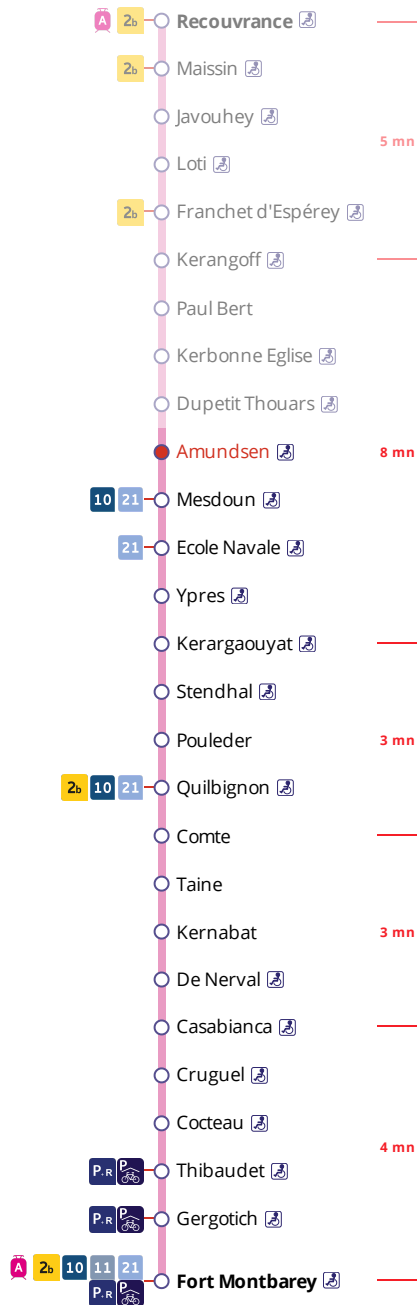 A 2b Recouvrance
2b Maissin
Javouhey
5 mn
Loti
2b Franchet d'Espérey
Kerangoff
Paul Bert
Kerbonne Eglise
Dupetit Thouars
Amundsen 8 mn
10 21 Mesdoun
21 Ecole Navale
Ypres
Kerargaouyat
Stendhal
Pouleder 3 mn
2b 10 21 Quilbignon
Comte
Taine
Kernabat 3 mn
De Nerval
Casabianca
Cruguel
Cocteau
4 mn
P.R P Thibaudet
P.R P Gergotich
A 2b 10 11 21
Fort Montbarey
P.R P